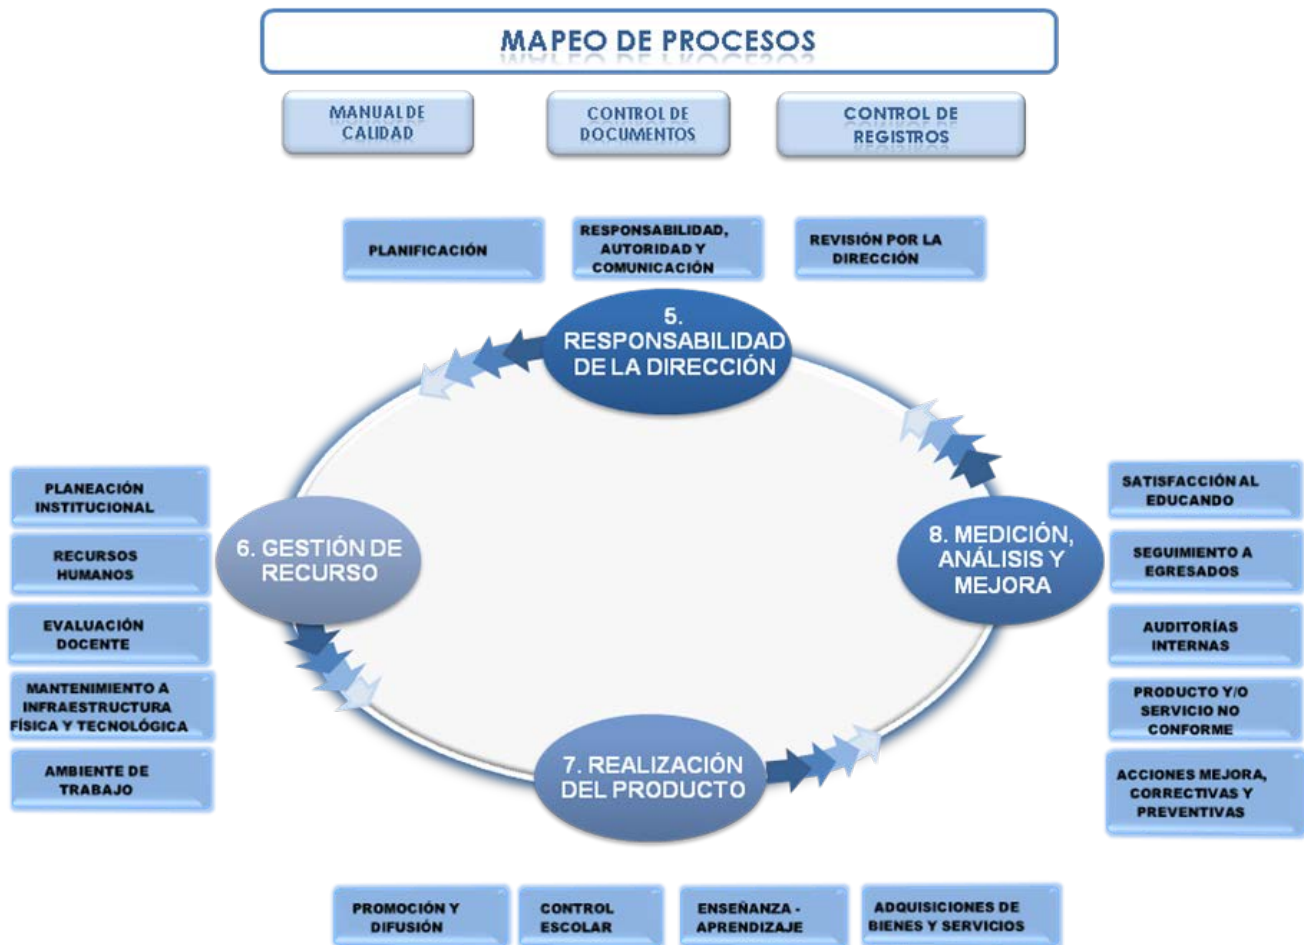 MAPEO DE PROCESOS
MANUAL DE
CALIDAD
CONTROL DE
DOCUMENTOS
CONTROL DE
REGISTROS
PLANIFICACIÓN
RESPONSABILIDAD,
AUTORIDAD Y
COMUNICACIÓN
REVISIÓN POR LA
DIRECCIÓN
5.
RESPONSABILIDAD
DE LA DIRECCIÓN
PLANEACIÓN
INSTITUCIONAL
RECURSOS
HUMANOS
EVALUACIÓN
DOCENTE
MANTENIMIENTO A
INFRAESTRUCTURA
FÍSICA Y TECNOLÓGICA
AMBIENTE DE
TRABAJO
6. GESTIÓN DE
RECURSO
8. MEDICIÓN,
ANÁLISIS Y
MEJORA
SATISFACCIÓN AL
EDUCANDO
SEGUIMIENTO A
EGRESADOS
AUDITORÍAS
INTERNAS
PRODUCTO Y/O
SERVICIO NO
CONFORME
ACCIONES MEJORA,
CORRECTIVAS Y
PREVENTIVAS
7. REALIZACIÓN
DEL PRODUCTO
PROMOCIÓN Y
DIFUSIÓN
CONTROL
ESCOLAR
ENSEÑANZA -
APRENDIZAJE
ADQUISICIONES DE
BIENES Y SERVICIOS